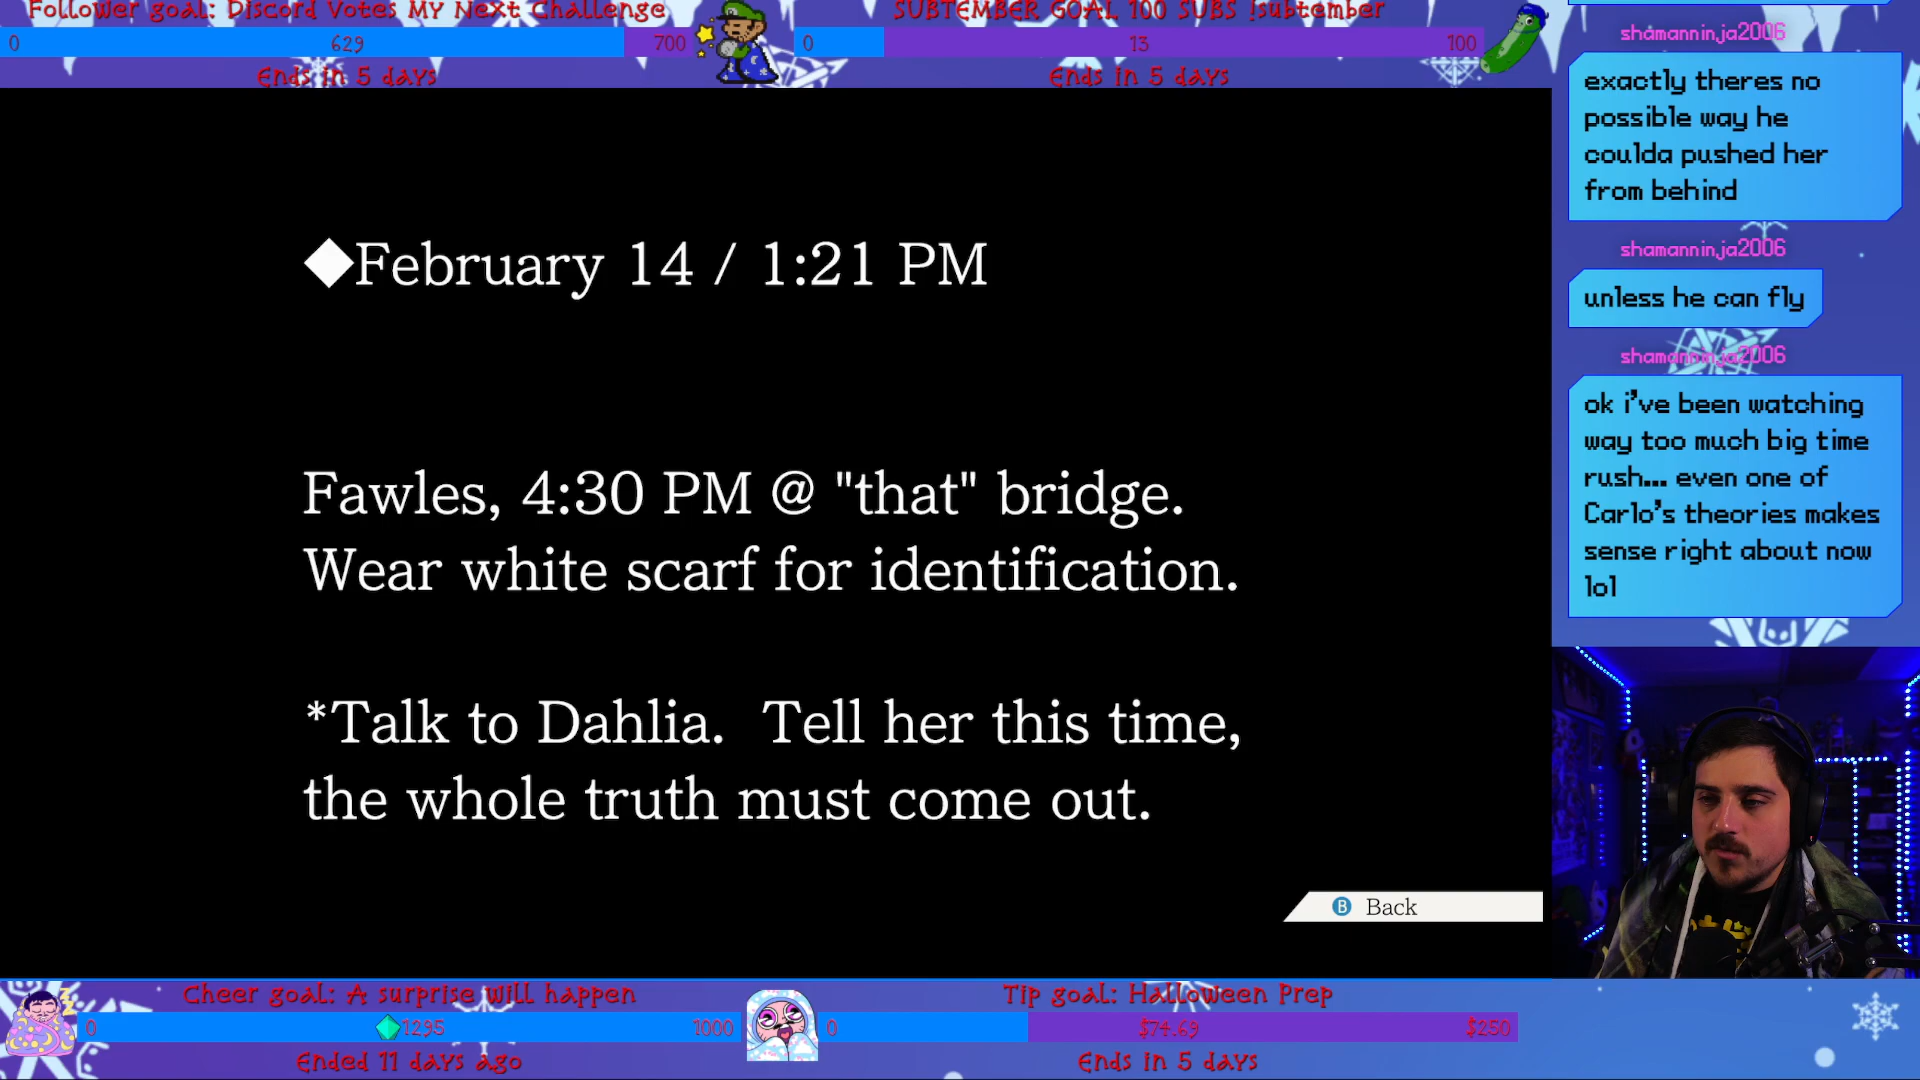 Follower goal: Discord Votes My Next Challenge
0
629
700
Ends in 5 days
SUBTEMBER GOAL 100 SUBS !subtember
0
13
100
Ends in 5 days
◆February 14 / 1:21 PM
Fawles, 4:30 PM @ "that" bridge.
Wear white scarf for identification.
*Talk to Dahlia. Tell her this time,
the whole truth must come out.
B Back
shamanninja2006
exactly theres no
possible way he
coulda pushed her
from behind
shamanninja2006
unless he can fly
shamanninja2006
ok i've been watching
way too much big time
rush... even one of
Carlo's theories makes
sense right about now
lol
Cheer goal: A surprise will happen
0
1295
1000
Ended 11 days ago
Tip goal: Halloween Prep
0
$74.69
$250
Ends in 5 days